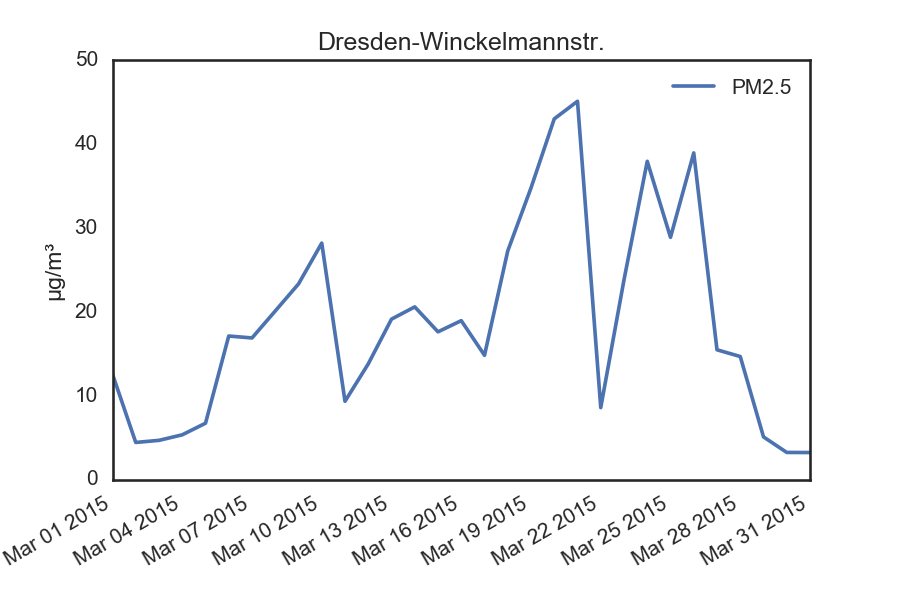 Dresden-Winckelmannstr.
PM2.5
50
40
30
20
10
0
µg/m³
Mar 01 2015
Mar 04 2015
Mar 07 2015
Mar 10 2015
Mar 13 2015
Mar 16 2015
Mar 19 2015
Mar 22 2015
Mar 25 2015
Mar 28 2015
Mar 31 2015